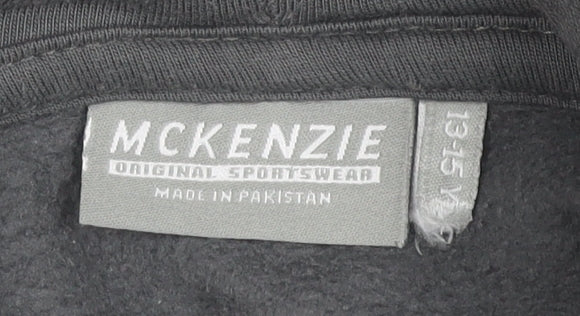 MCKENZIE
ORIGINAL SPORTSWEAR
MADE IN PAKISTAN
13-15 Y